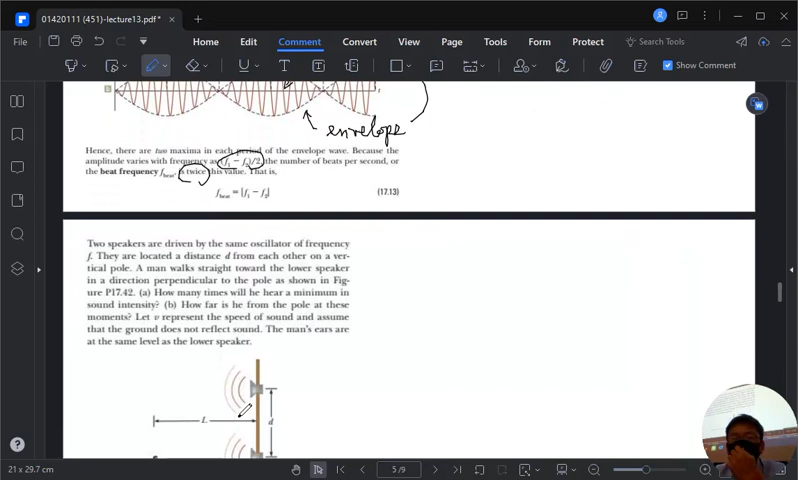 01420111 (451)-lecture13.pdf *
File
Home
Edit
Comment
Convert
View
Page
Tools
Form
Protect
Search Tools
Show Comment
envelope
Hence, there are two maxima in each period of the envelope wave. Because the
amplitude varies with frequency as (f1 − f2)/2, the number of beats per second, or
the beat frequency fbeat, is twice this value. That is,
fbeat = |f1 − f2|
(17.13)
Two speakers are driven by the same oscillator of frequency
f. They are located a distance d from each other on a ver-
tical pole. A man walks straight toward the lower speaker
in a direction perpendicular to the pole as shown in Fig-
ure P17.42. (a) How many times will he hear a minimum in
sound intensity? (b) How far is he from the pole at these
moments? Let v represent the speed of sound and assume
that the ground does not reflect sound. The man's ears are
at the same level as the lower speaker.
L
d
21 x 29.7 cm
5 /9